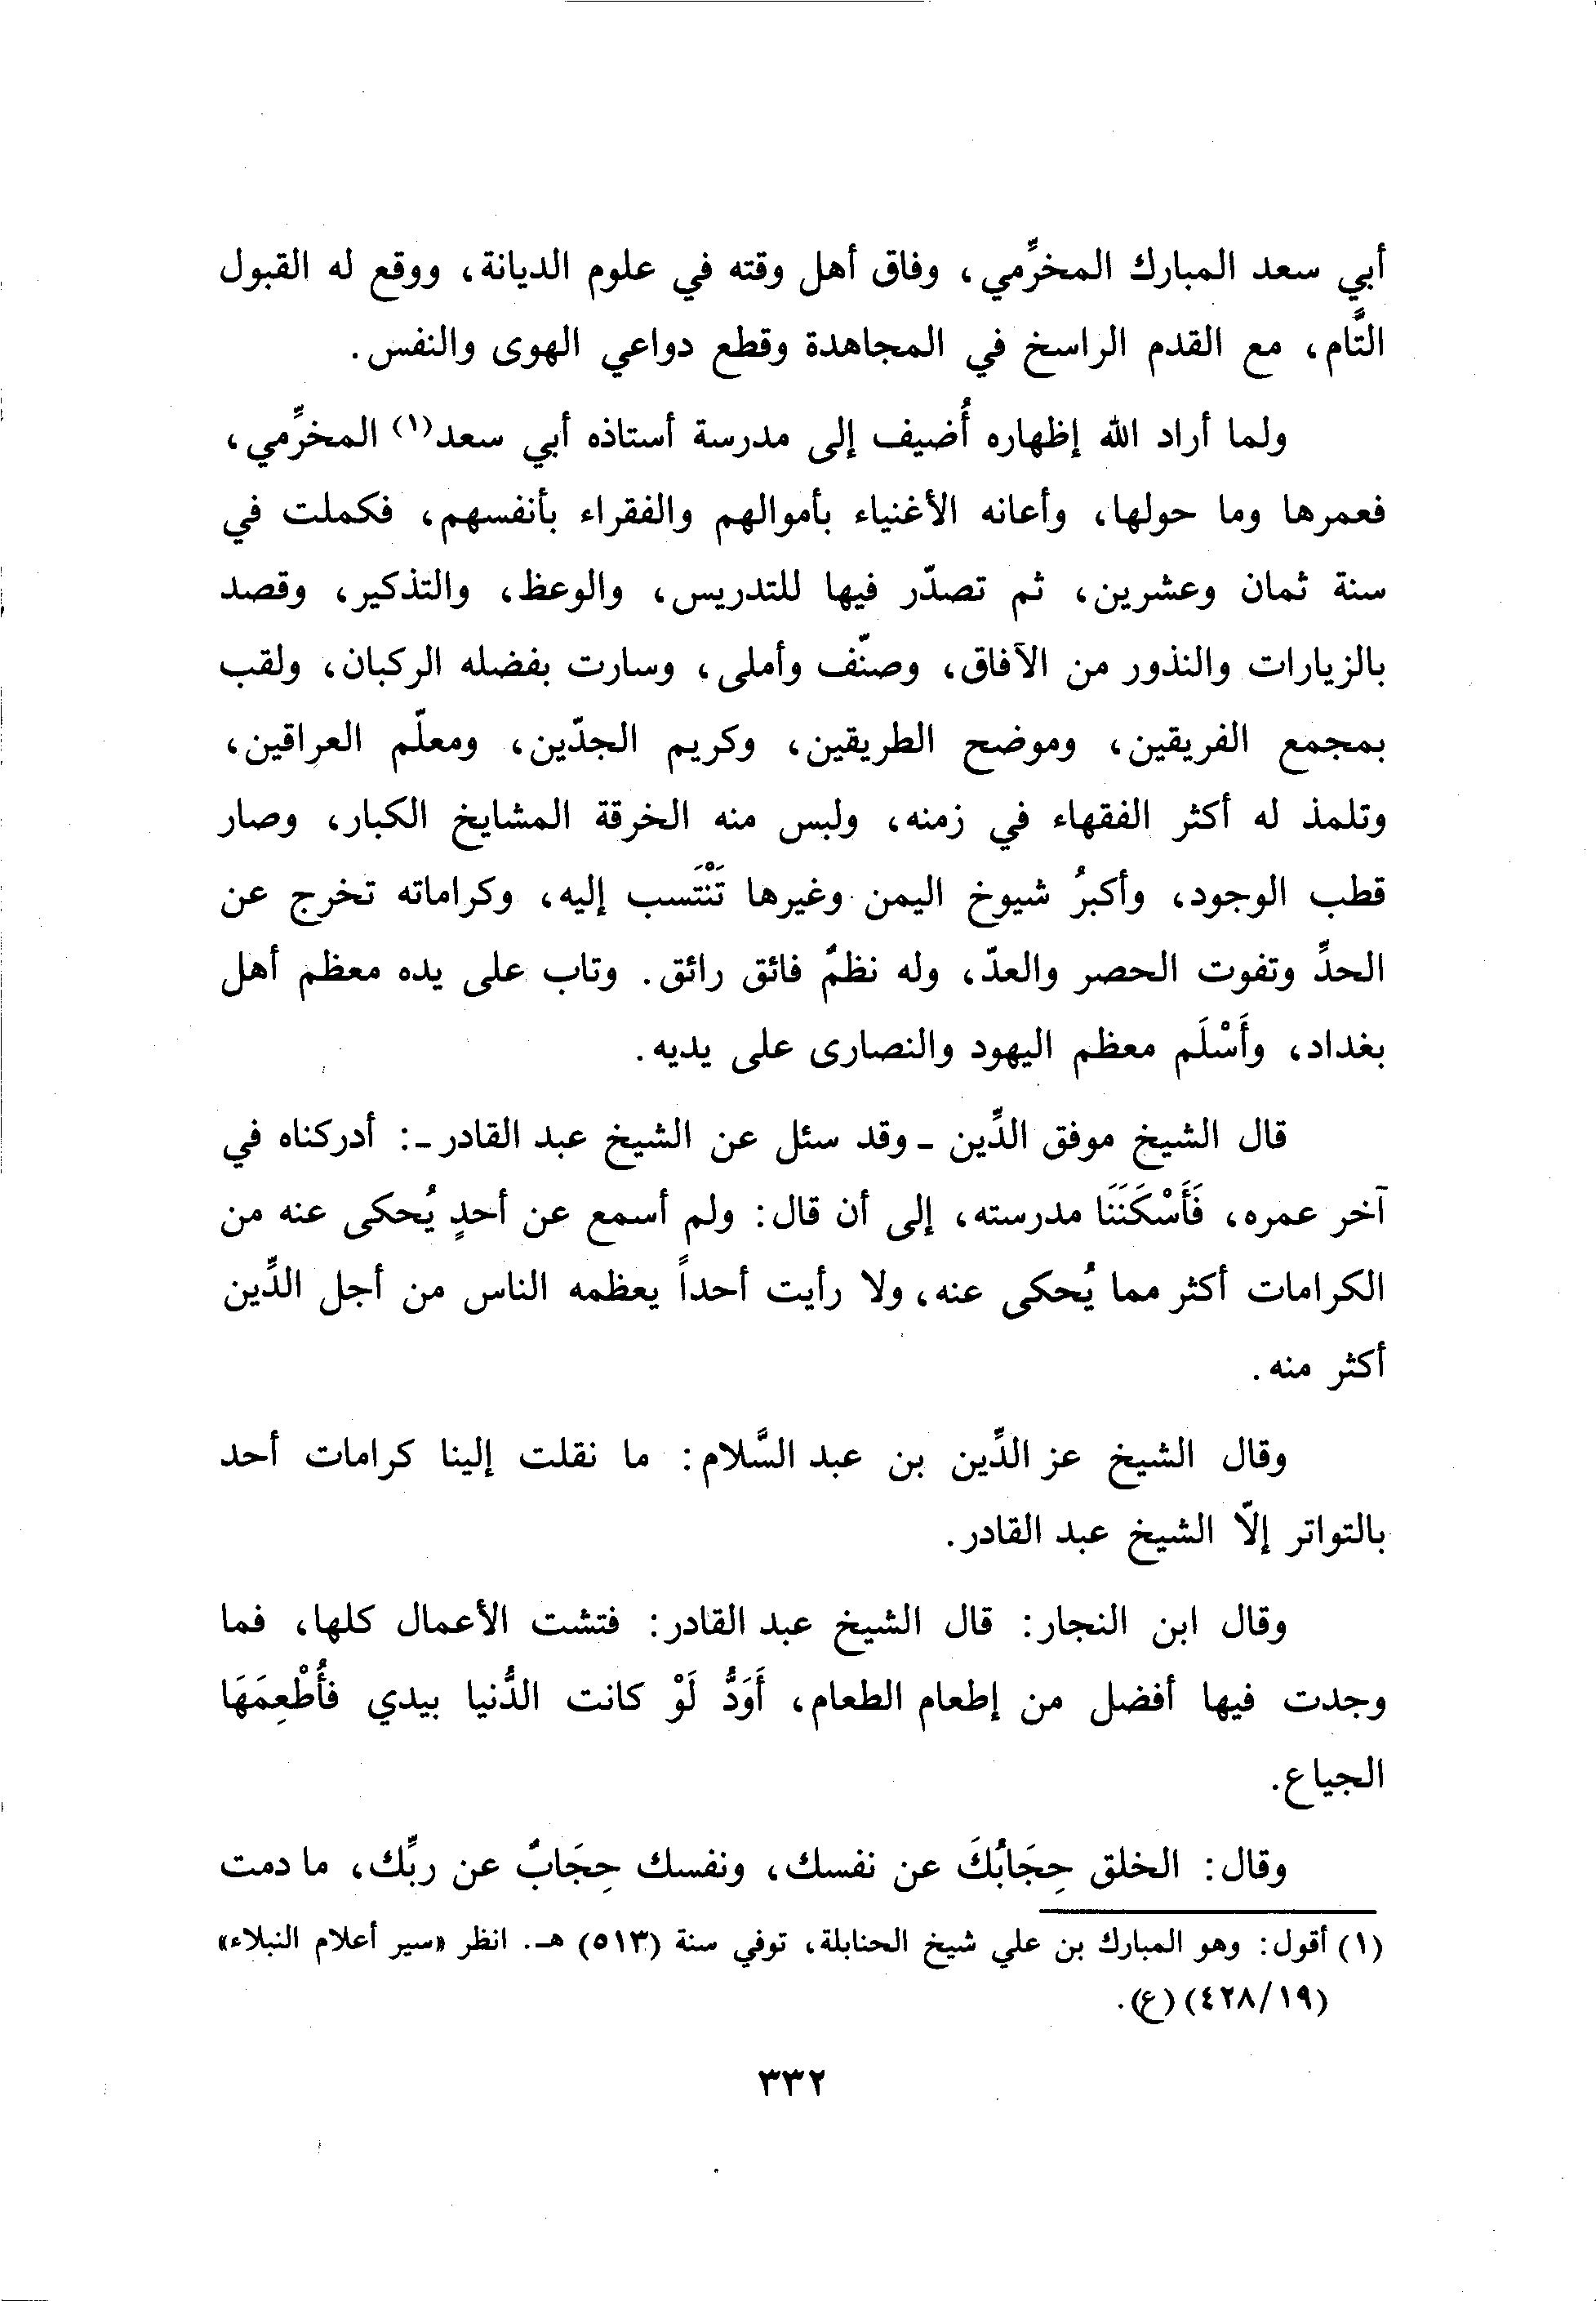 أبي سعد المبارك المخرِّمي، وفاق أهل وقته في علوم الديانة، ووقع له القبول
التَّام، مع القدم الراسخ في المجاهدة وقطع دواعي الهوى والنفس.
ولما أراد الله إظهاره أُضيف إلى مدرسة أستاذه أبي سعد(١) المخرِّمي،
فعمرها وما حولها، وأعانه الأغنياء بأموالهم والفقراء بأنفسهم، فكملت في
سنة ثمان وعشرين، ثم تصدّر فيها للتدريس، والوعظ، والتذكير، وقصد
بالزيارات والنذور من الآفاق، وصنّف وأملى، وسارت بفضله الركبان، ولقب
بمجمع الفريقين، وموضح الطريقين، وكريم الجدّين، ومعلّم العراقين،
وتلمذ له أكثر الفقهاء في زمنه، ولبس منه الخرقة المشايخ الكبار، وصار
قطب الوجود، وأكبرُ شيوخ اليمن وغيرها تَنْتَسب إليه، وكراماته تخرج عن
الحدِّ وتفوت الحصر والعدّ، وله نظمٌ فائق رائق. وتاب على يده معظم أهل
بغداد، وأَسْلَم معظم اليهود والنصارى على يديه.
قال الشيخ موفق الدِّين ـ وقد سئل عن الشيخ عبد القادر ـ: أدركناه في
آخر عمره، فَأَسْكَنَنَا مدرسته، إلى أن قال: ولم أسمع عن أحدٍ يُحكى عنه من
الكرامات أكثر مما يُحكى عنه، ولا رأيت أحداً يعظمه الناس من أجل الدِّين
أكثر منه.
وقال الشيخ عز الدِّين بن عبد السَّلام: ما نقلت إلينا كرامات أحد
بالتواتر إلّا الشيخ عبد القادر.
وقال ابن النجار: قال الشيخ عبد القادر: فتشت الأعمال كلها، فما
وجدت فيها أفضل من إطعام الطعام، أَوَدُّ لَوْ كانت الدُّنيا بيدي فأُطْعِمَهَا
الجياع.
وقال: الخلق حِجَابُكَ عن نفسك، ونفسك حِجَابٌ عن ربِّك، ما دمت
(١) أقول: وهو المبارك بن علي شيخ الحنابلة، توفي سنة (٥١٣) هـ. انظر «سير أعلام النبلاء»
(٤٢٨/١٩) (ع).
٣٣٢